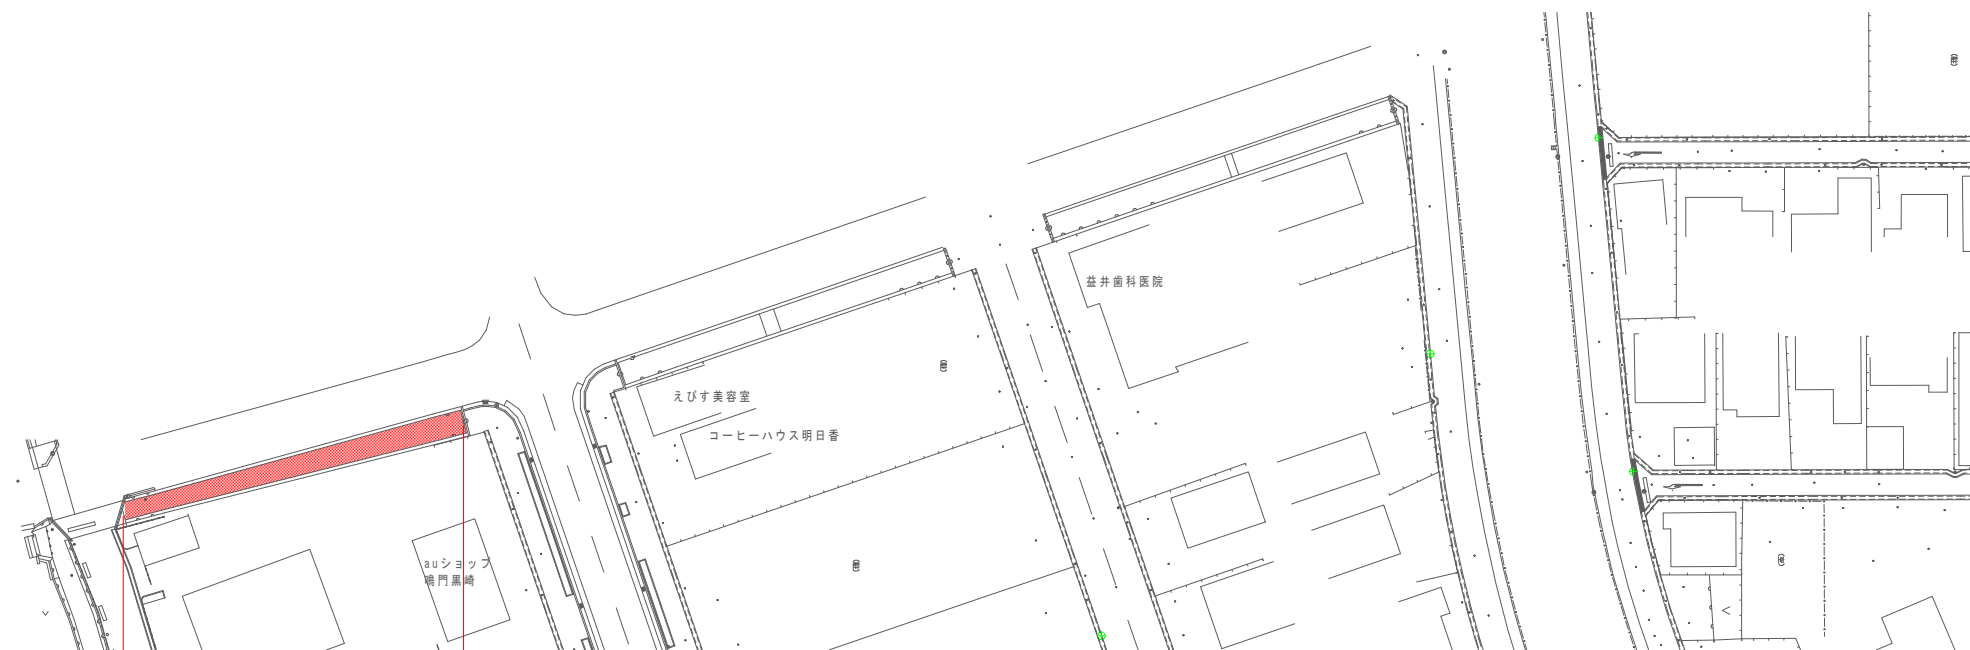 益井歯科医院
えびす美容室
コーヒーハウス明日香
auショップ
鳴門黒崎